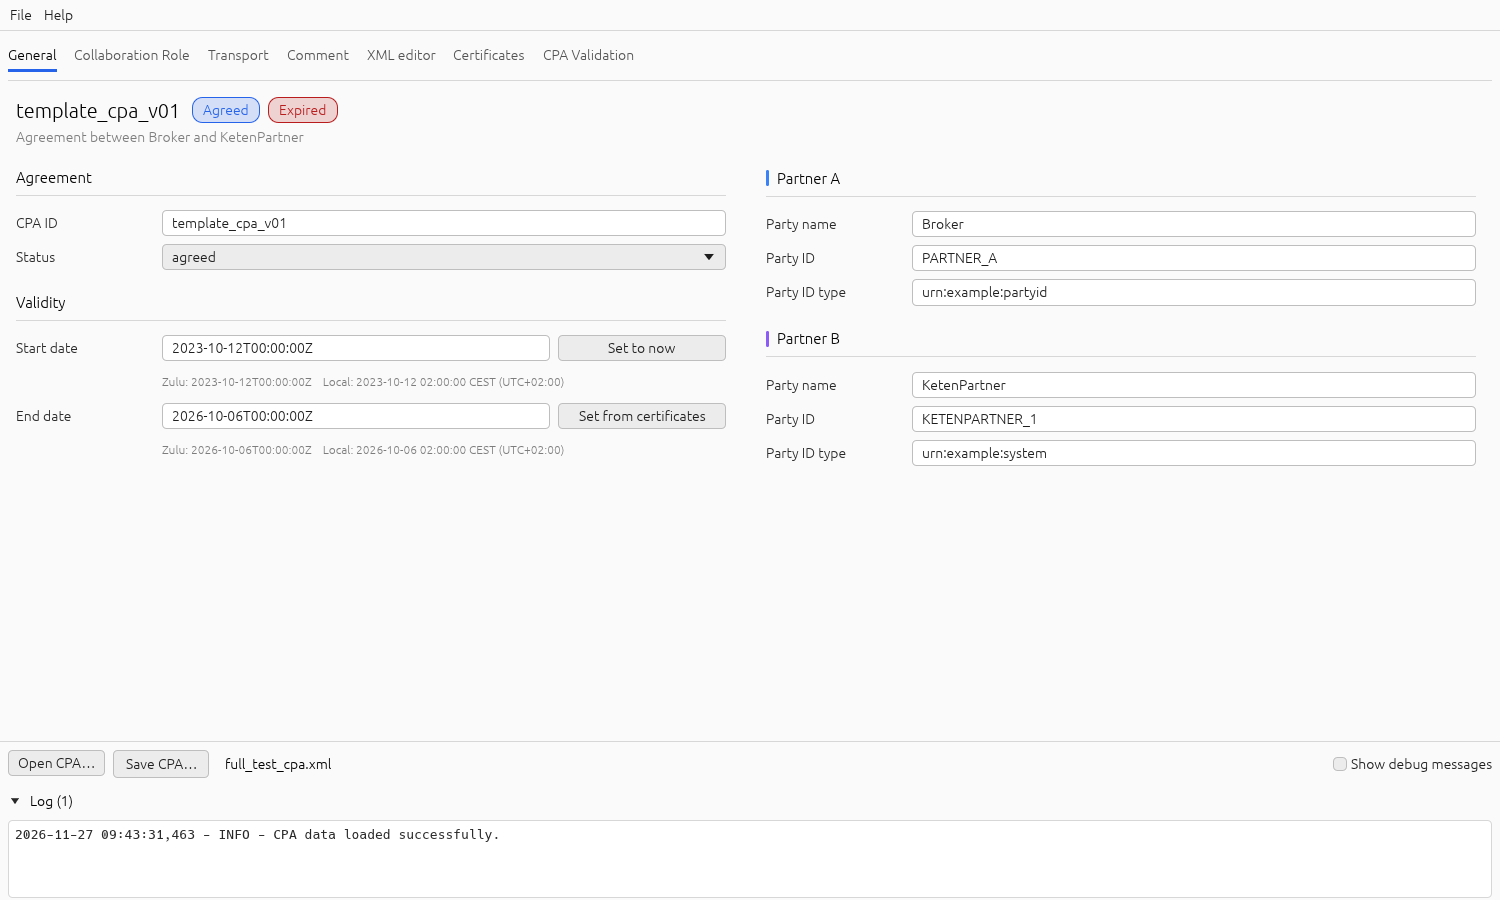 File Help
General Collaboration Role Transport Comment XML editor Certificates CPA Validation
template_cpa_v01 Agreed Expired
Agreement between Broker and KetenPartner
Agreement
CPA ID template_cpa_v01
Status agreed
Validity
Start date 2023-10-12T00:00:00Z Set to now
Zulu: 2023-10-12T00:00:00Z Local: 2023-10-12 02:00:00 CEST (UTC+02:00)
End date 2026-10-06T00:00:00Z Set from certificates
Zulu: 2026-10-06T00:00:00Z Local: 2026-10-06 02:00:00 CEST (UTC+02:00)
Partner A
Party name Broker
Party ID PARTNER_A
Party ID type urn:example:partyid
Partner B
Party name KetenPartner
Party ID KETENPARTNER_1
Party ID type urn:example:system
Open CPA... Save CPA... full_test_cpa.xml Show debug messages
Log (1)
2026-11-27 09:43:31,463 - INFO - CPA data loaded successfully.